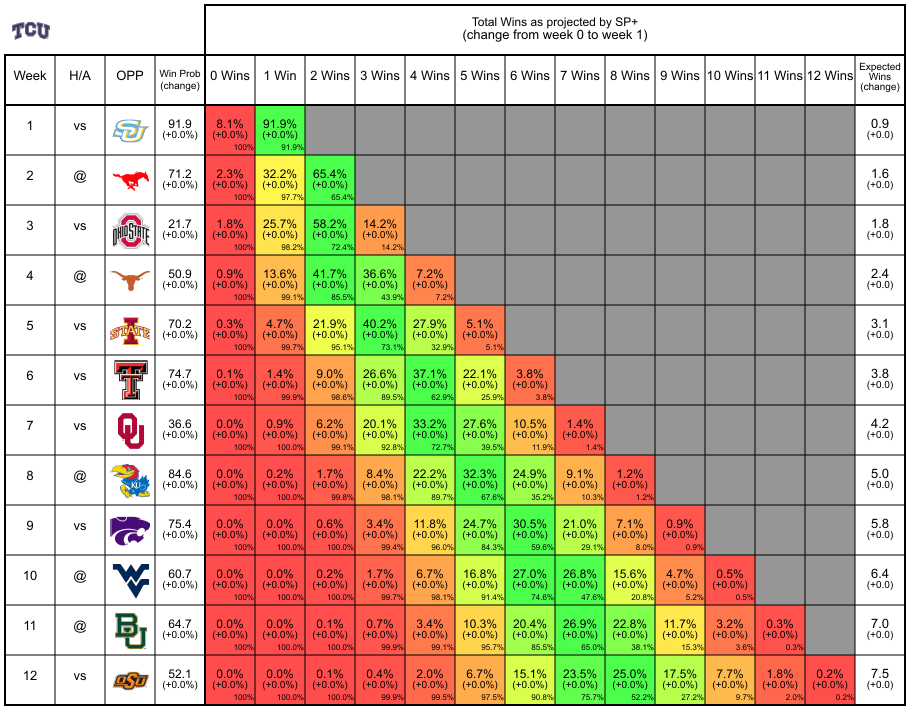 TCU
Total Wins as projected by SP+
(change from week 0 to week 1)
Week H/A OPP Win Prob (change) 0 Wins 1 Win 2 Wins 3 Wins 4 Wins 5 Wins 6 Wins 7 Wins 8 Wins 9 Wins 10 Wins 11 Wins 12 Wins Expected Wins (change)
1 vs SU 91.9 8.1% 91.9% 0.9
(+0.0%) (+0.0%) (+0.0%) (+0.0)
100% 91.9%
2 @ 71.2 2.3% 32.2% 65.4% 1.6
(+0.0%) (+0.0%) (+0.0%) (+0.0%) (+0.0)
100% 97.7% 65.4%
3 vs OHIO STATE 21.7 1.8% 25.7% 58.2% 14.2% 1.8
(+0.0%) (+0.0%) (+0.0%) (+0.0%) (+0.0%) (+0.0)
100% 98.2% 72.4% 14.2%
4 @ 50.9 0.9% 13.6% 41.7% 36.6% 7.2% 2.4
(+0.0%) (+0.0%) (+0.0%) (+0.0%) (+0.0%) (+0.0%) (+0.0)
100% 99.1% 85.5% 43.9% 7.2%
5 vs I STATE 70.2 0.3% 4.7% 21.9% 40.2% 27.9% 5.1% 3.1
(+0.0%) (+0.0%) (+0.0%) (+0.0%) (+0.0%) (+0.0%) (+0.0%) (+0.0)
100% 99.7% 95.1% 73.1% 32.9% 5.1%
6 vs TT 74.7 0.1% 1.4% 9.0% 26.6% 37.1% 22.1% 3.8% 3.8
(+0.0%) (+0.0%) (+0.0%) (+0.0%) (+0.0%) (+0.0%) (+0.0%) (+0.0%) (+0.0)
100% 99.9% 98.6% 89.5% 62.9% 25.9% 3.8%
7 vs OU 36.6 0.0% 0.9% 6.2% 20.1% 33.2% 27.6% 10.5% 1.4% 4.2
(+0.0%) (+0.0%) (+0.0%) (+0.0%) (+0.0%) (+0.0%) (+0.0%) (+0.0%) (+0.0%) (+0.0)
100% 100.0% 99.1% 92.8% 72.7% 39.5% 11.9% 1.4%
8 @ KU 84.6 0.0% 0.2% 1.7% 8.4% 22.2% 32.3% 24.9% 9.1% 1.2% 5.0
(+0.0%) (+0.0%) (+0.0%) (+0.0%) (+0.0%) (+0.0%) (+0.0%) (+0.0%) (+0.0%) (+0.0%) (+0.0)
100% 100.0% 99.8% 98.1% 89.7% 67.6% 35.2% 10.3% 1.2%
9 vs 75.4 0.0% 0.0% 0.6% 3.4% 11.8% 24.7% 30.5% 21.0% 7.1% 0.9% 5.8
(+0.0%) (+0.0%) (+0.0%) (+0.0%) (+0.0%) (+0.0%) (+0.0%) (+0.0%) (+0.0%) (+0.0%) (+0.0%) (+0.0)
100% 100.0% 100.0% 99.4% 96.0% 84.3% 59.6% 29.1% 8.0% 0.9%
10 @ WV 60.7 0.0% 0.0% 0.2% 1.7% 6.7% 16.8% 27.0% 26.8% 15.6% 4.7% 0.5% 6.4
(+0.0%) (+0.0%) (+0.0%) (+0.0%) (+0.0%) (+0.0%) (+0.0%) (+0.0%) (+0.0%) (+0.0%) (+0.0%) (+0.0%) (+0.0)
100% 100.0% 100.0% 99.7% 98.1% 91.4% 74.6% 47.6% 20.8% 5.2% 0.5%
11 @ BU 64.7 0.0% 0.0% 0.1% 0.7% 3.4% 10.3% 20.4% 26.9% 22.8% 11.7% 3.2% 0.3% 7.0
(+0.0%) (+0.0%) (+0.0%) (+0.0%) (+0.0%) (+0.0%) (+0.0%) (+0.0%) (+0.0%) (+0.0%) (+0.0%) (+0.0%) (+0.0%) (+0.0)
100% 100.0% 100.0% 99.9% 99.1% 95.7% 85.5% 65.0% 38.1% 15.3% 3.6% 0.3%
12 vs OSU 52.1 0.0% 0.0% 0.1% 0.4% 2.0% 6.7% 15.1% 23.5% 25.0% 17.5% 7.7% 1.8% 0.2% 7.5
(+0.0%) (+0.0%) (+0.0%) (+0.0%) (+0.0%) (+0.0%) (+0.0%) (+0.0%) (+0.0%) (+0.0%) (+0.0%) (+0.0%) (+0.0%) (+0.0%) (+0.0)
100% 100.0% 100.0% 99.9% 99.5% 97.5% 90.8% 75.7% 52.2% 27.2% 9.7% 2.0% 0.2%